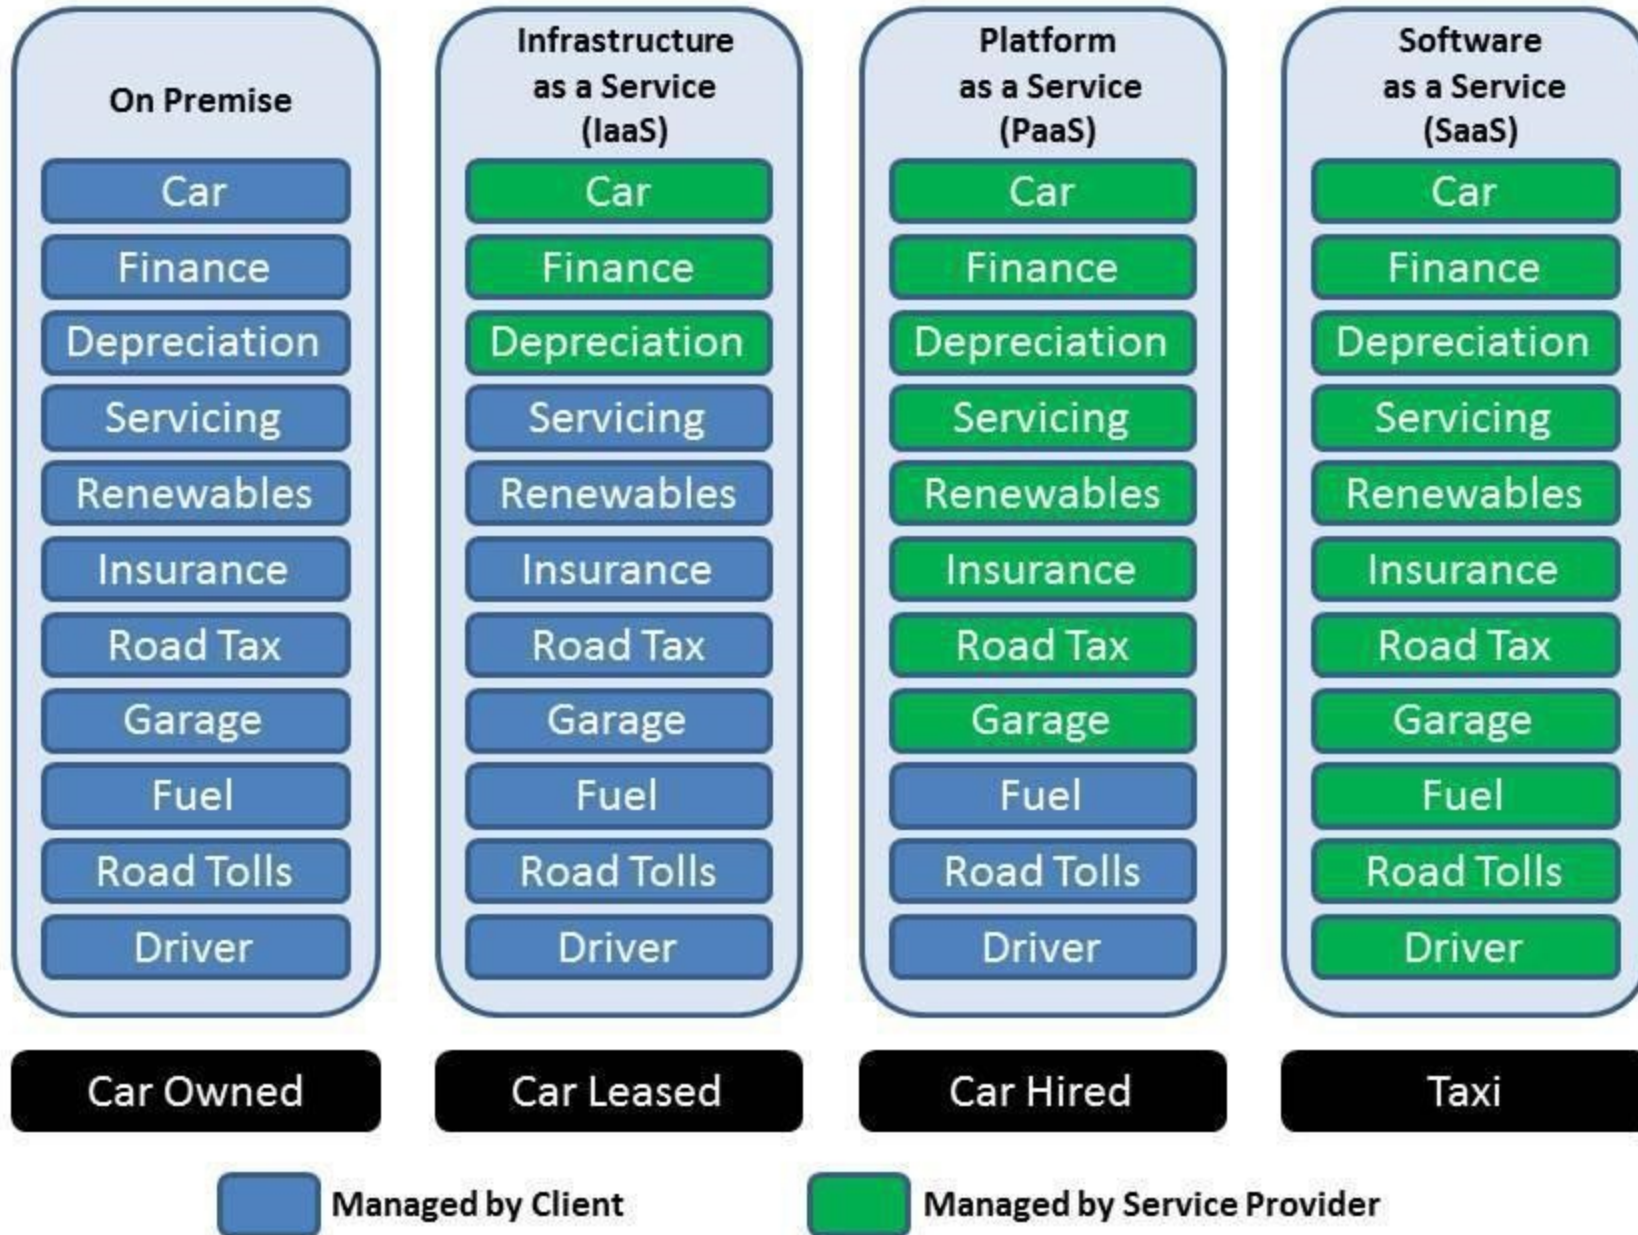 On Premise
Car
Finance
Depreciation
Servicing
Renewables
Insurance
Road Tax
Garage
Fuel
Road Tolls
Driver
Car Owned
Infrastructure
as a Service
(IaaS)
Car
Finance
Depreciation
Servicing
Renewables
Insurance
Road Tax
Garage
Fuel
Road Tolls
Driver
Car Leased
Platform
as a Service
(PaaS)
Car
Finance
Depreciation
Servicing
Renewables
Insurance
Road Tax
Garage
Fuel
Road Tolls
Driver
Car Hired
Software
as a Service
(SaaS)
Car
Finance
Depreciation
Servicing
Renewables
Insurance
Road Tax
Garage
Fuel
Road Tolls
Driver
Taxi
Managed by Client
Managed by Service Provider